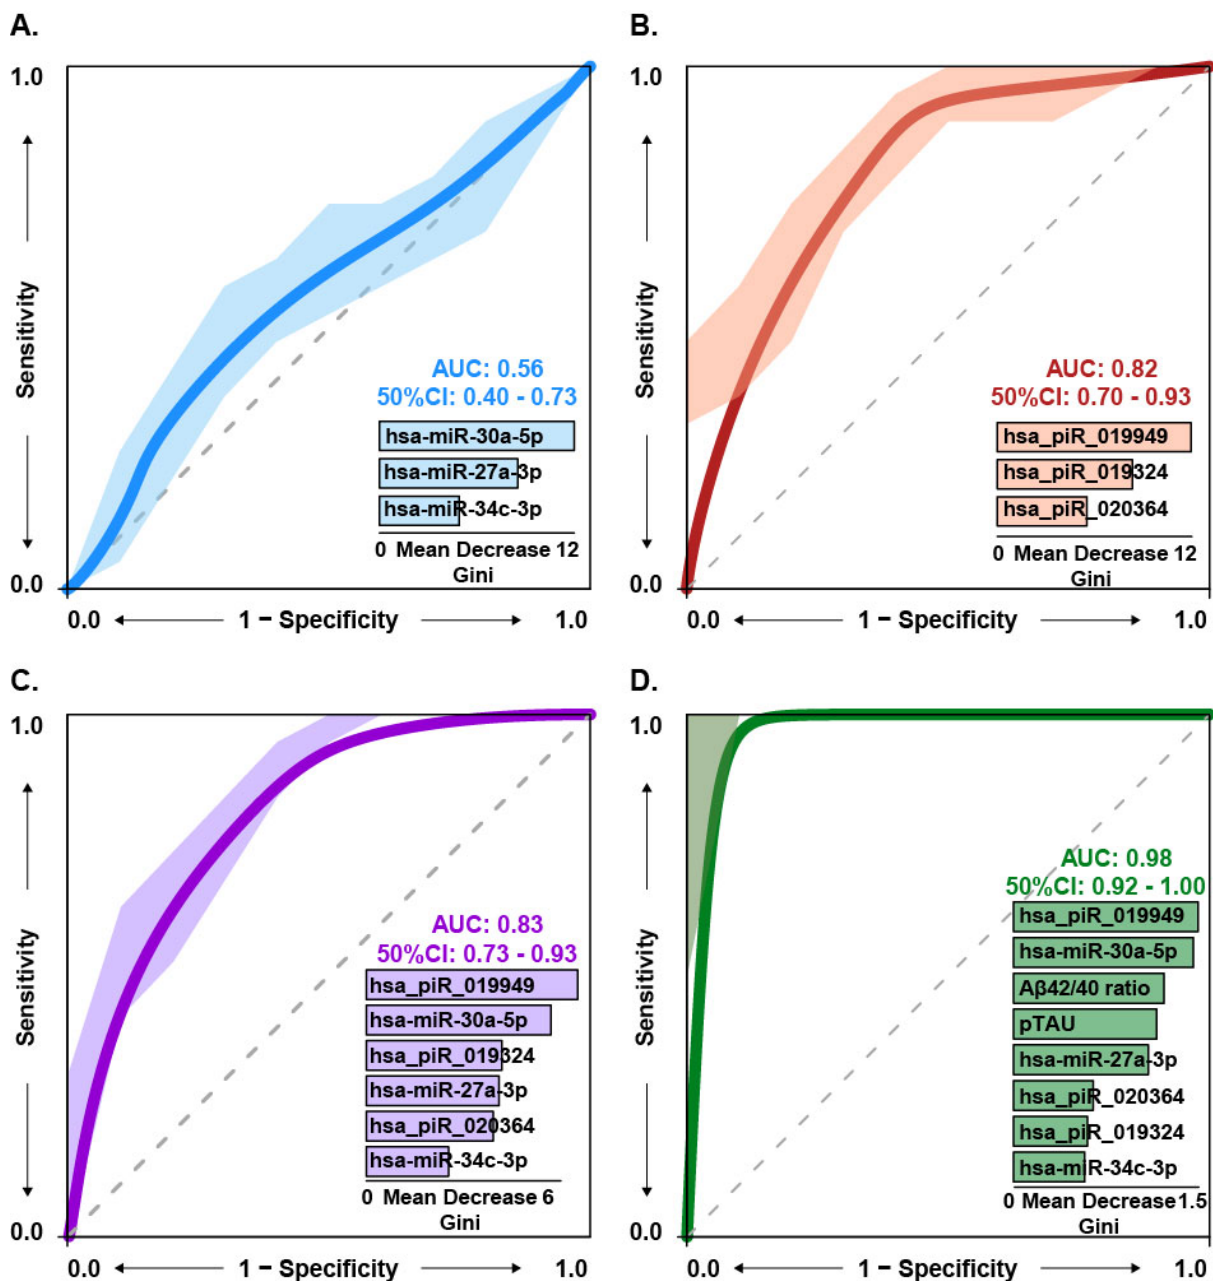 A.
1.0
Sensitivity
0.0
0.0
1 – Specificity
1.0
AUC: 0.56
50%CI: 0.40 - 0.73
hsa-miR-30a-5p
hsa-miR-27a-3p
hsa-miR-34c-3p
0 Mean Decrease 12
Gini
B.
1.0
Sensitivity
0.0
0.0
1 – Specificity
1.0
AUC: 0.82
50%CI: 0.70 - 0.93
hsa_piR_019949
hsa_piR_019324
hsa_piR_020364
0 Mean Decrease 12
Gini
C.
1.0
Sensitivity
0.0
0.0
1 – Specificity
1.0
AUC: 0.83
50%CI: 0.73 - 0.93
hsa_piR_019949
hsa-miR-30a-5p
hsa_piR_019324
hsa-miR-27a-3p
hsa_piR_020364
hsa-miR-34c-3p
0 Mean Decrease 6
Gini
D.
1.0
Sensitivity
0.0
0.0
1 – Specificity
1.0
AUC: 0.98
50%CI: 0.92 - 1.00
hsa_piR_019949
hsa-miR-30a-5p
Aβ42/40 ratio
pTAU
hsa-miR-27a-3p
hsa_piR_020364
hsa_piR_019324
hsa-miR-34c-3p
0 Mean Decrease 1.5
Gini